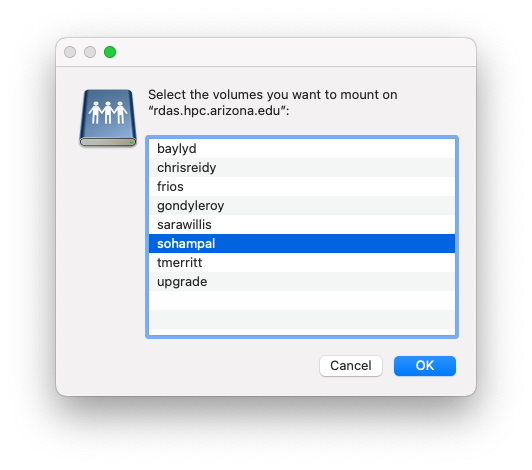 Select the volumes you want to mount on
“rdas.hpc.arizona.edu”:
baylyd
chrisreidy
frios
gondyleroy
sarawillis
sohampal
tmerritt
upgrade
Cancel
OK